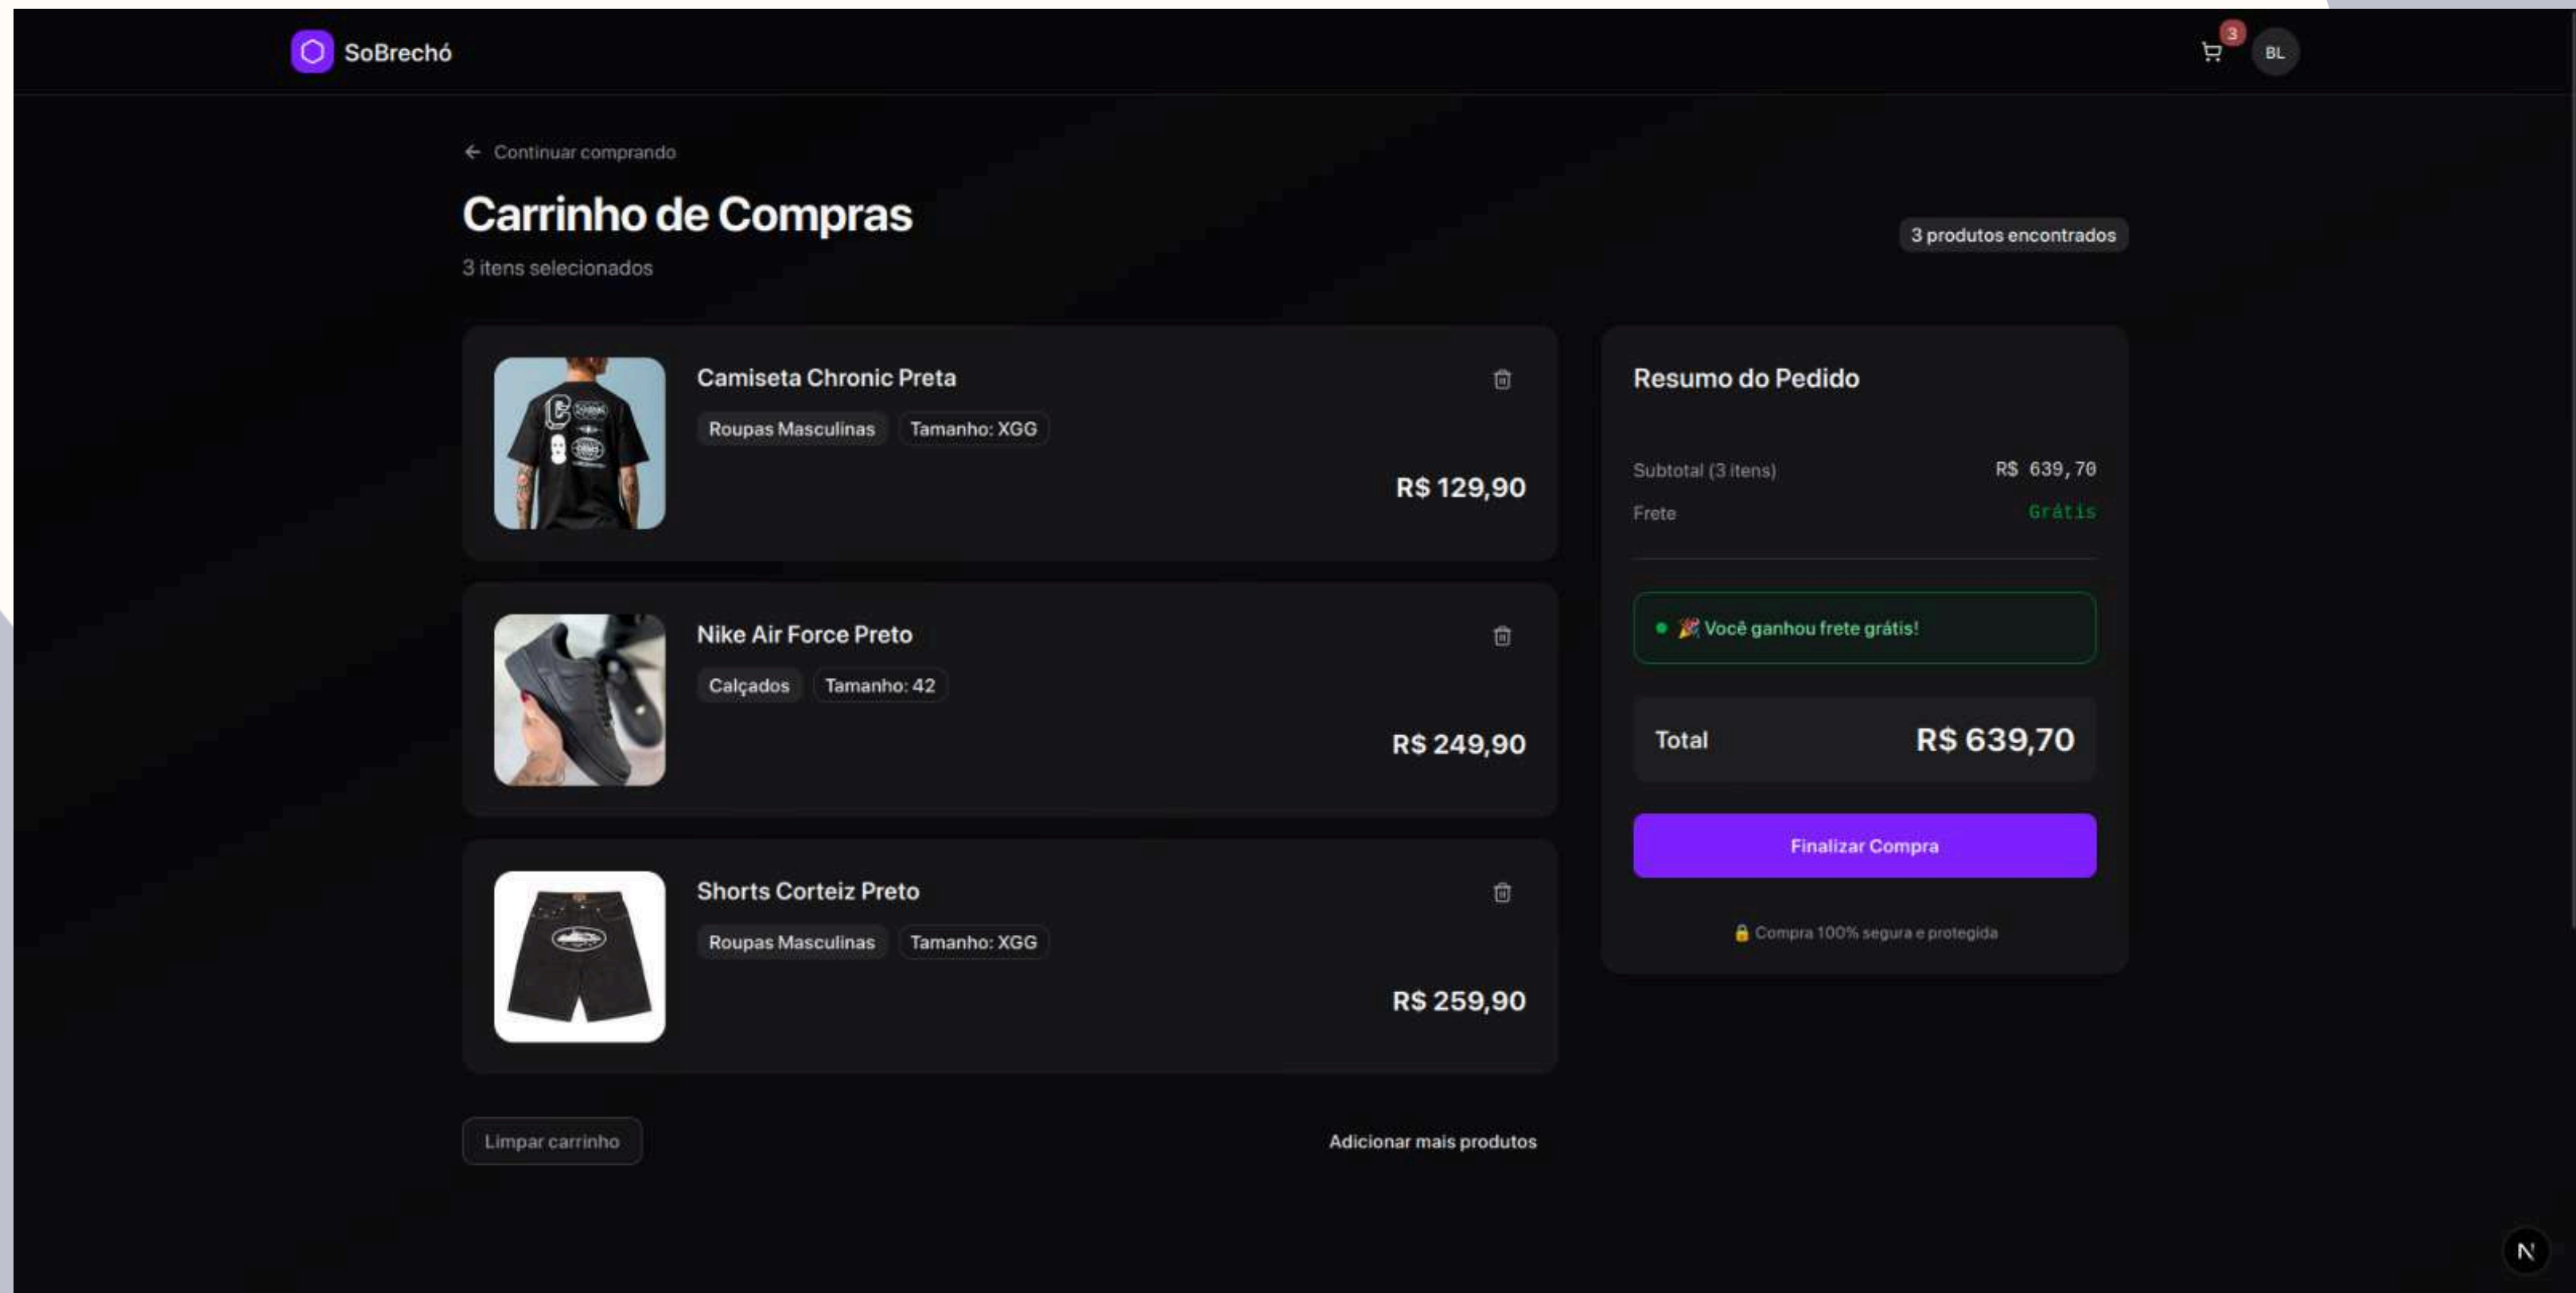 SoBrechó
3
BL
Continuar comprando
Carrinho de Compras
3 itens selecionados
3 produtos encontrados
Camiseta Chronic Preta
Roupas Masculinas
Tamanho: XGG
R$ 129,90
Nike Air Force Preto
Calçados
Tamanho: 42
R$ 249,90
Shorts Corteiz Preto
Roupas Masculinas
Tamanho: XGG
R$ 259,90
Limpar carrinho
Adicionar mais produtos
Resumo do Pedido
Subtotal (3 itens) R$ 639,70
Frete Grátis
🎉 Você ganhou frete grátis!
Total R$ 639,70
Finalizar Compra
🔒 Compra 100% segura e protegida
N